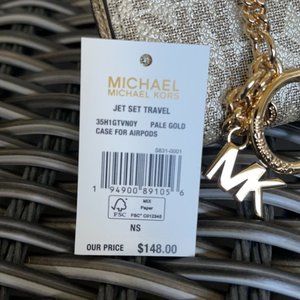 MICHAEL
MICHAEL KORS
JET SET TRAVEL
35H1GTVN0Y PALE GOLD
CASE FOR AIRPODS
S831-0001
1 94900 89105 6
FSC
MIX
Paper
FSC® C012345
NS
OUR PRICE $148.00
MK